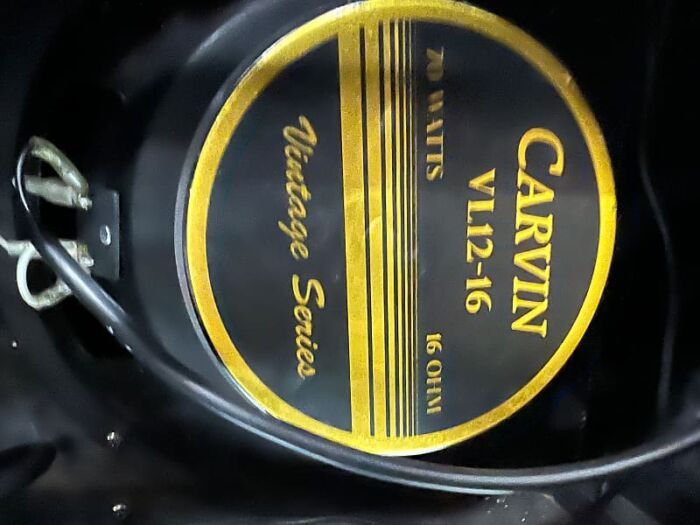 CARVIN
VL12-16
70 WATTS 16 OHM
Vintage Series